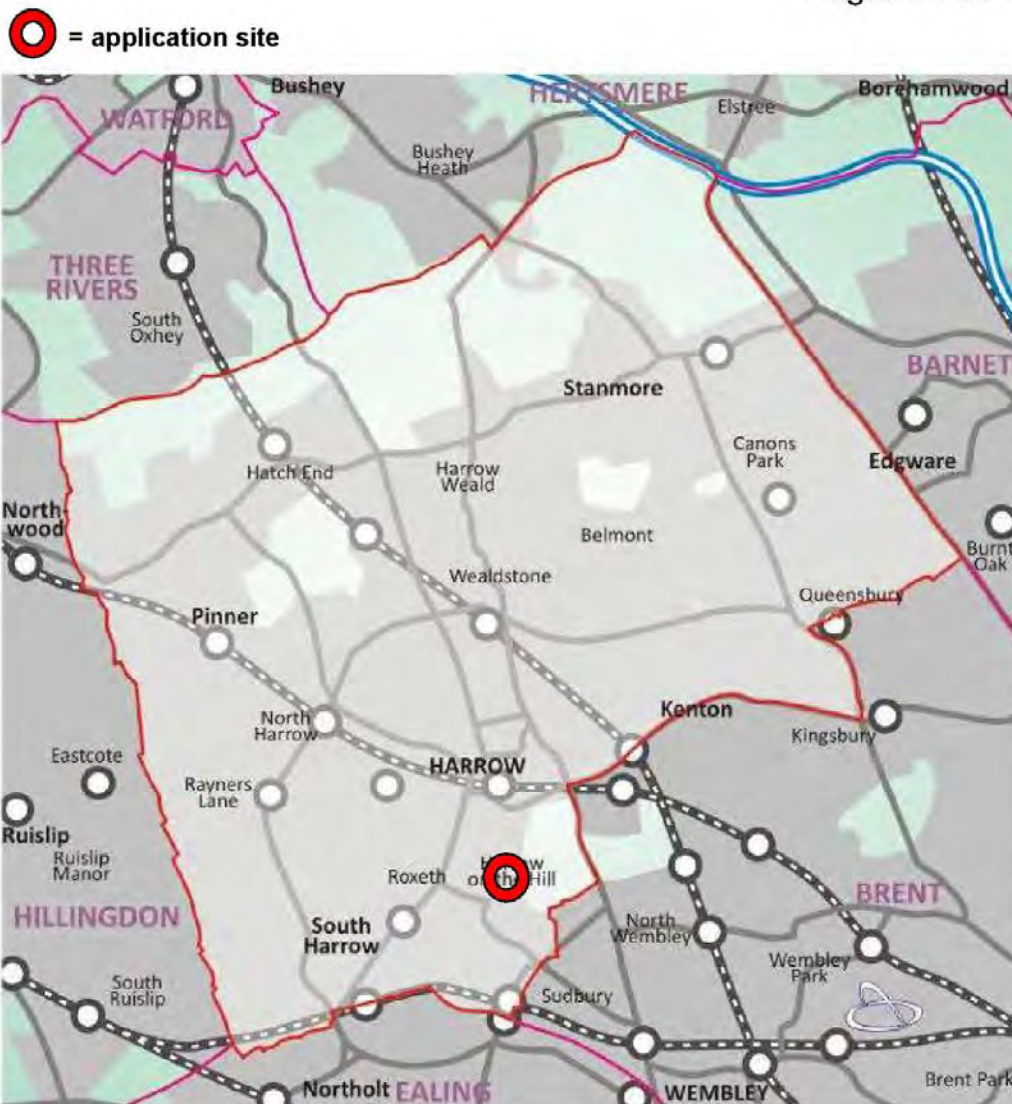 = application site
Bushey
HERTSMERE
Elstree
Borehamwood
WATFORD
Bushey
Heath
THREE
RIVERS
South
Oxhey
BARNET
Stanmore
Canons
Park
Edgware
Hatch End
Harrow
Weald
North-
wood
Belmont
Burnt
Oak
Wealdstone
Queensbury
Pinner
North
Harrow
Kenton
Kingsbury
Eastcote
HARROW
Rayners
Lane
Ruislip
Ruislip
Manor
Roxeth
on the Hill
BRENT
HILLINGDON
South
Harrow
North
Wembley
Wembley
Park
South
Ruislip
Sudbury
Northolt
EALING
WEMBLEY
Brent Park